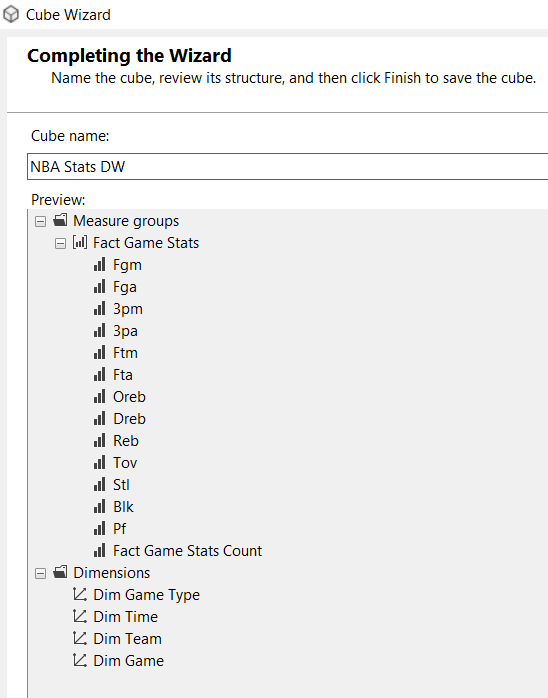 Cube Wizard
Completing the Wizard
Name the cube, review its structure, and then click Finish to save the cube.
Cube name:
NBA Stats DW
Preview:
Measure groups
Fact Game Stats
Fgm
Fga
3pm
3pa
Ftm
Fta
Oreb
Dreb
Reb
Tov
Stl
Blk
Pf
Fact Game Stats Count
Dimensions
Dim Game Type
Dim Time
Dim Team
Dim Game